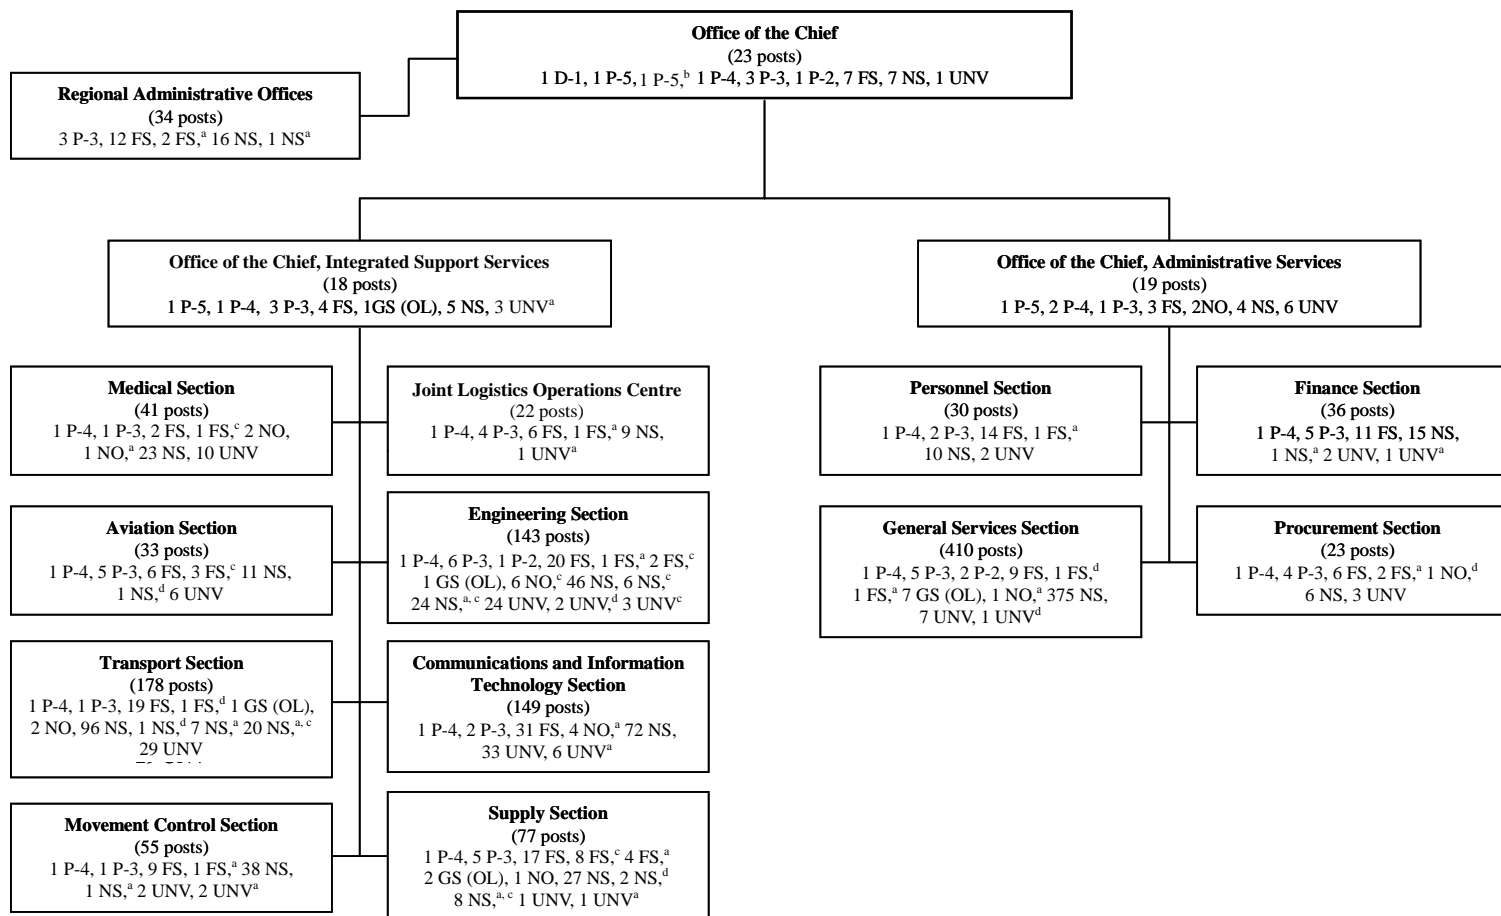 Office of the Chief
(23 posts)
1 D-1, 1 P-5, 1 P-5,ᵇ 1 P-4, 3 P-3, 1 P-2, 7 FS, 7 NS, 1 UNV
Regional Administrative Offices
(34 posts)
3 P-3, 12 FS, 2 FS,ᵃ 16 NS, 1 NSᵃ
Office of the Chief, Integrated Support Services
(18 posts)
1 P-5, 1 P-4, 3 P-3, 4 FS, 1GS (OL), 5 NS, 3 UNVᵃ
Office of the Chief, Administrative Services
(19 posts)
1 P-5, 2 P-4, 1 P-3, 3 FS, 2NO, 4 NS, 6 UNV
Medical Section
(41 posts)
1 P-4, 1 P-3, 2 FS, 1 FS,ᶜ 2 NO,
1 NO,ᵃ 23 NS, 10 UNV
Joint Logistics Operations Centre
(22 posts)
1 P-4, 4 P-3, 6 FS, 1 FS,ᵃ 9 NS,
1 UNVᵃ
Personnel Section
(30 posts)
1 P-4, 2 P-3, 14 FS, 1 FS,ᵃ
10 NS, 2 UNV
Finance Section
(36 posts)
1 P-4, 5 P-3, 11 FS, 15 NS,
1 NS,ᵃ 2 UNV, 1 UNVᵃ
Aviation Section
(33 posts)
1 P-4, 5 P-3, 6 FS, 3 FS,ᶜ 11 NS,
1 NS,ᵈ 6 UNV
Engineering Section
(143 posts)
1 P-4, 6 P-3, 1 P-2, 20 FS, 1 FS,ᵃ 2 FS,ᶜ
1 GS (OL), 6 NO,ᶜ 46 NS, 6 NS,ᶜ
24 NS,ᵃ, ᶜ 24 UNV, 2 UNV,ᵈ 3 UNVᶜ
General Services Section
(410 posts)
1 P-4, 5 P-3, 2 P-2, 9 FS, 1 FS,ᵈ
1 FS,ᵃ 7 GS (OL), 1 NO,ᵃ 375 NS,
7 UNV, 1 UNVᵈ
Procurement Section
(23 posts)
1 P-4, 4 P-3, 6 FS, 2 FS,ᵃ 1 NO,ᵈ
6 NS, 3 UNV
Transport Section
(178 posts)
1 P-4, 1 P-3, 19 FS, 1 FS,ᵈ 1 GS (OL),
2 NO, 96 NS, 1 NS,ᵈ 7 NS,ᵃ 20 NS,ᵃ, ᶜ
29 UNV
Communications and Information
Technology Section
(149 posts)
1 P-4, 2 P-3, 31 FS, 4 NO,ᵃ 72 NS,
33 UNV, 6 UNVᵃ
Movement Control Section
(55 posts)
1 P-4, 1 P-3, 9 FS, 1 FS,ᵃ 38 NS,
1 NS,ᵃ 2 UNV, 2 UNVᵃ
Supply Section
(77 posts)
1 P-4, 5 P-3, 17 FS, 8 FS,ᶜ 4 FS,ᵃ
2 GS (OL), 1 NO, 27 NS, 2 NS,ᵈ
8 NS,ᵃ, ᶜ 1 UNV, 1 UNVᵃ